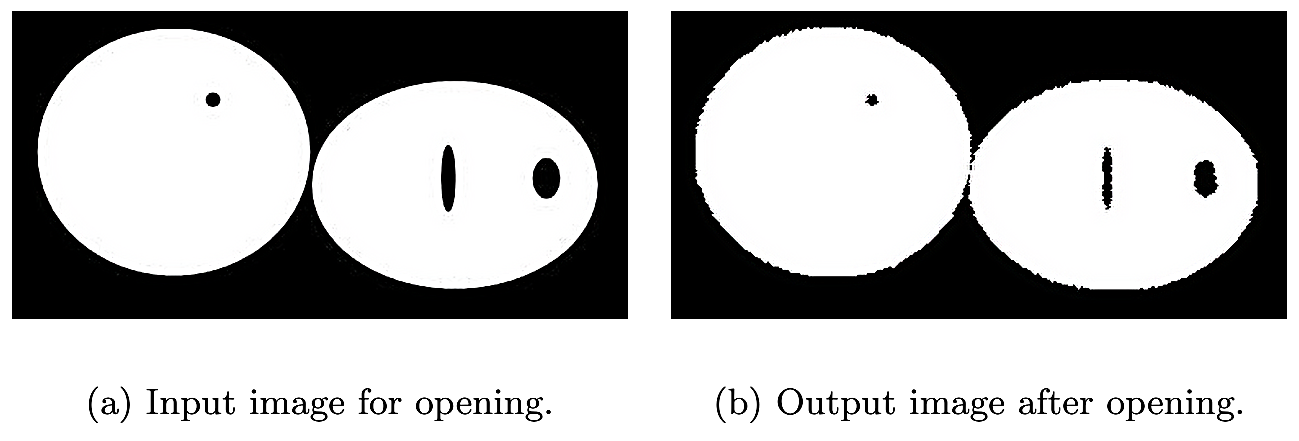 (a) Input image for opening.
(b) Output image after opening.